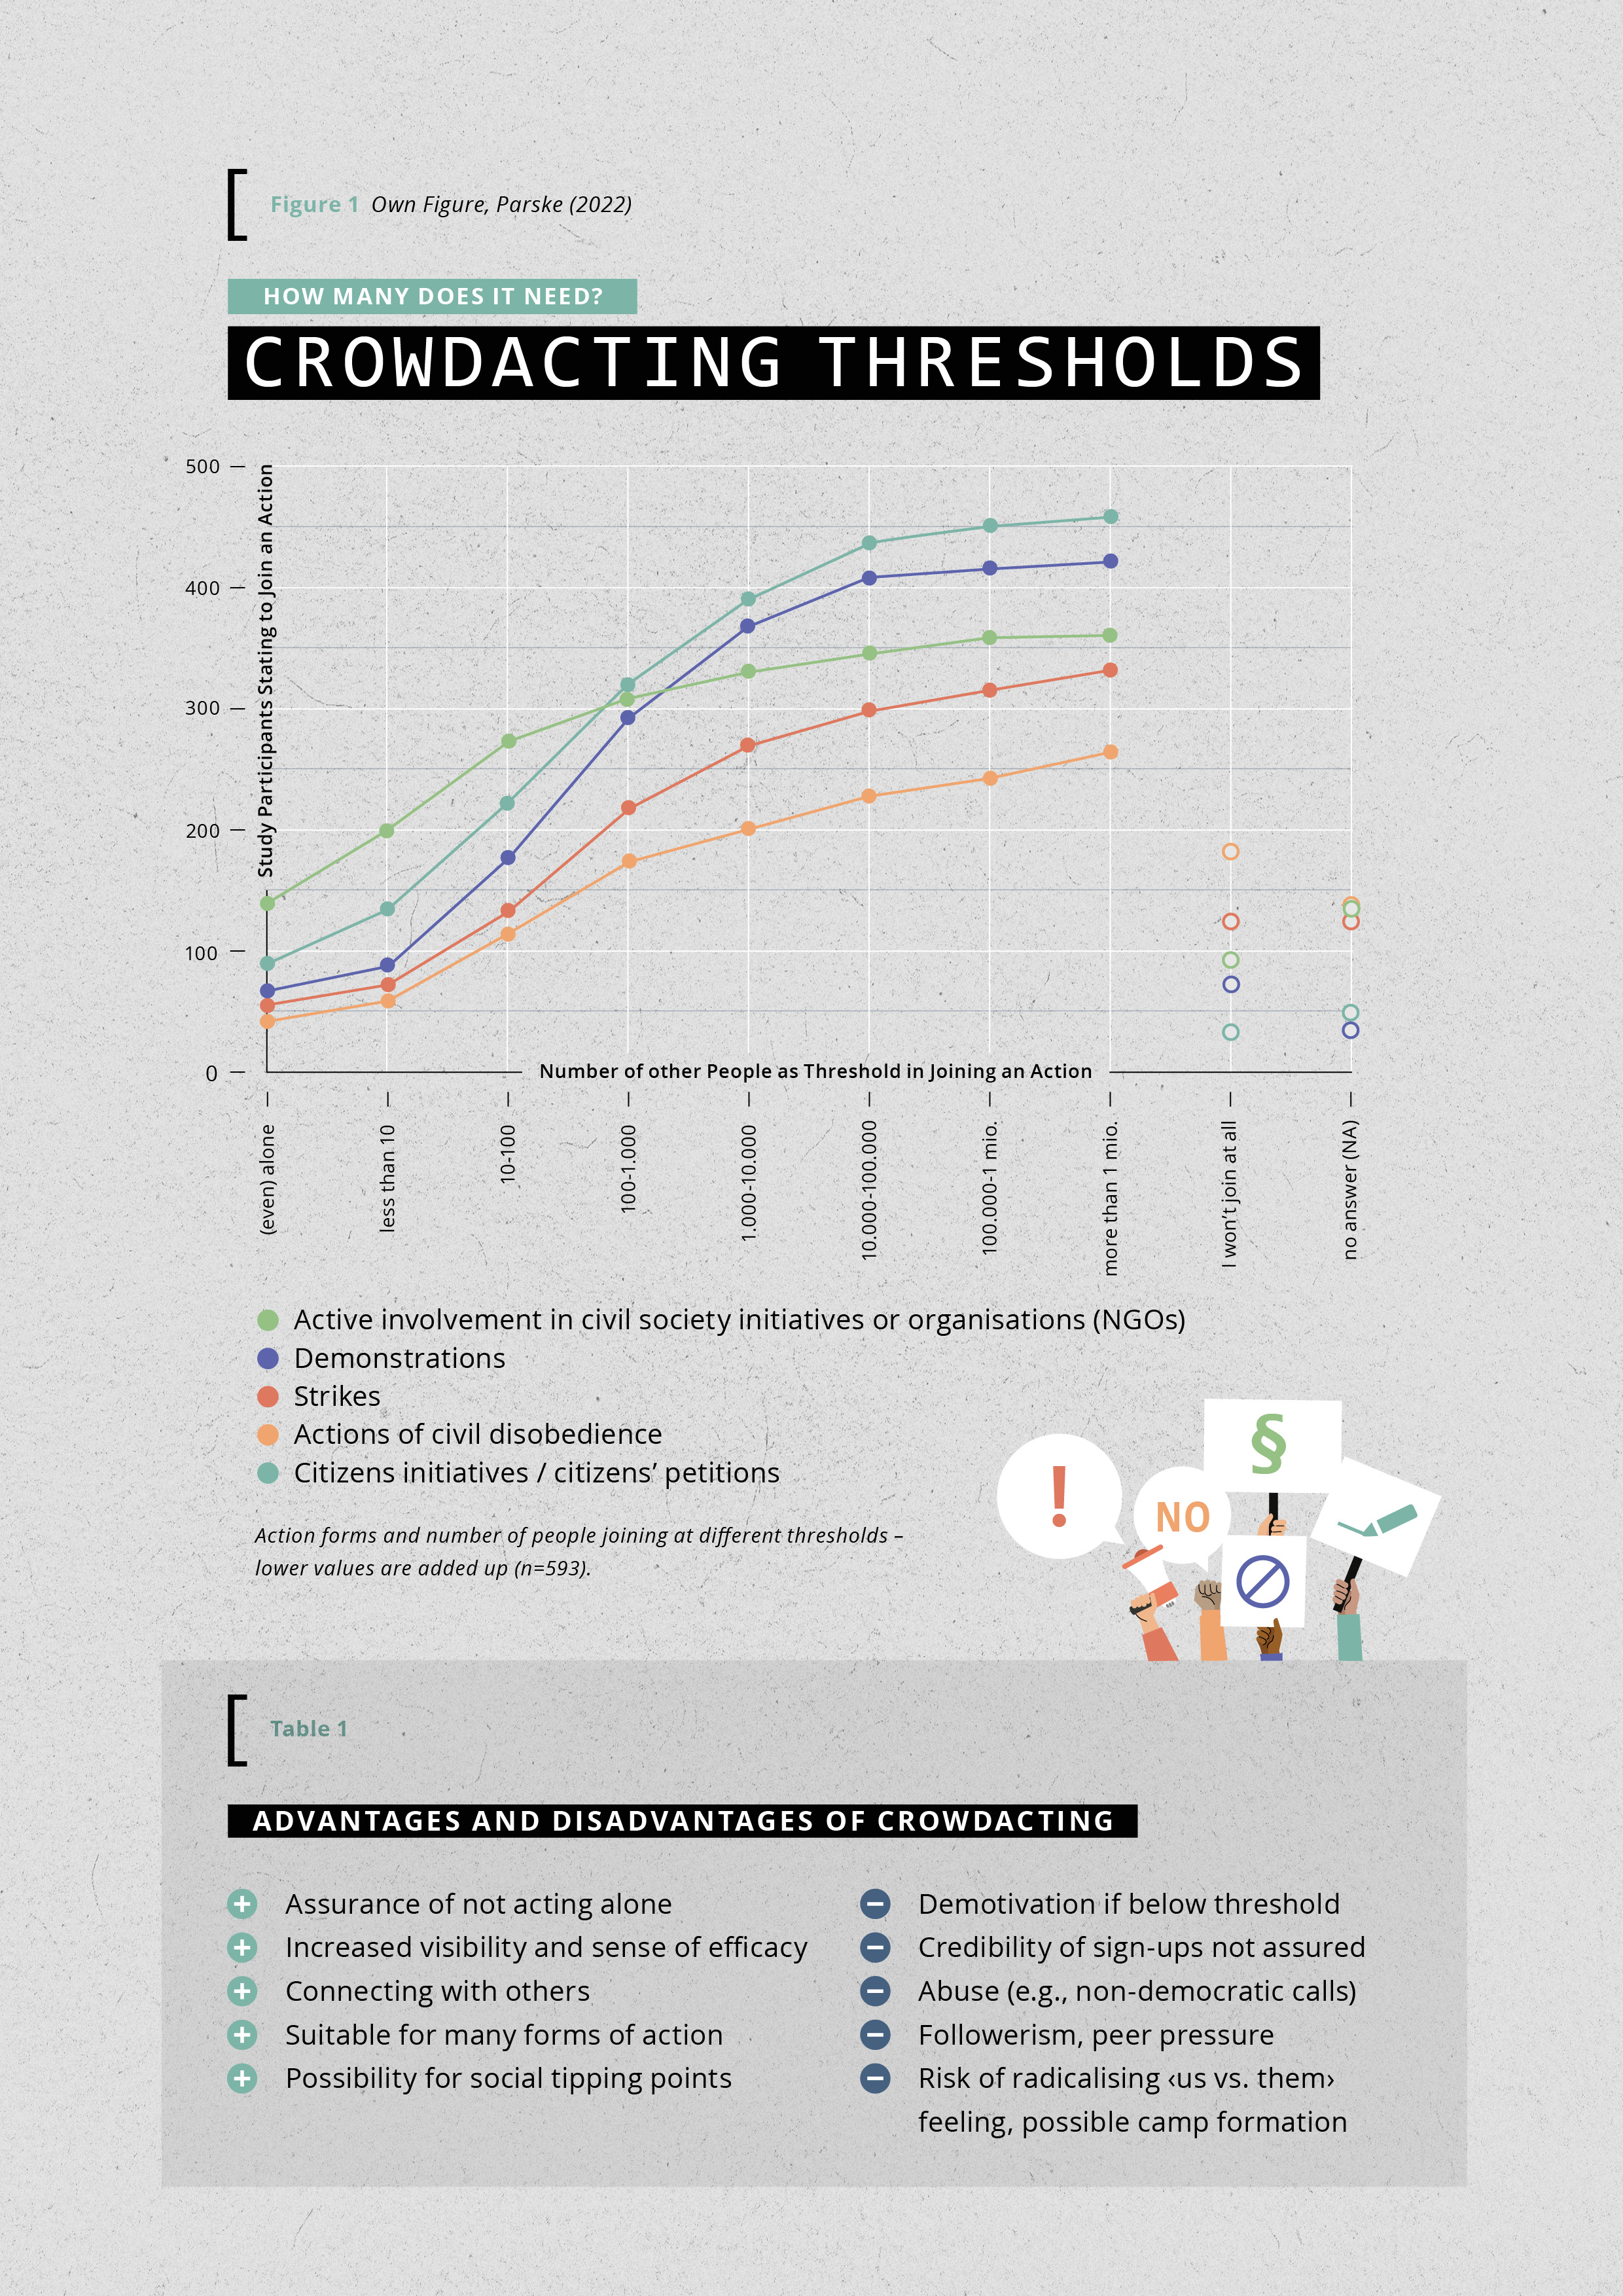 Figure 1 Own Figure, Parske (2022)
HOW MANY DOES IT NEED?
CROWDACTING THRESHOLDS
Study Participants Stating to Join an Action
500
400
300
200
100
0
Number of other People as Threshold in Joining an Action
(even) alone
less than 10
10-100
100-1.000
1.000-10.000
10.000-100.000
100.000-1 mio.
more than 1 mio.
I won't join at all
no answer (NA)
Active involvement in civil society initiatives or organisations (NGOs)
Demonstrations
Strikes
Actions of civil disobedience
Citizens initiatives / citizens’ petitions
Action forms and number of people joining at different thresholds –
lower values are added up (n=593).
!
NO
§
Table 1
ADVANTAGES AND DISADVANTAGES OF CROWDACTING
Assurance of not acting alone
Increased visibility and sense of efficacy
Connecting with others
Suitable for many forms of action
Possibility for social tipping points
Demotivation if below threshold
Credibility of sign-ups not assured
Abuse (e.g., non-democratic calls)
Followerism, peer pressure
Risk of radicalising ‹us vs. them›
feeling, possible camp formation